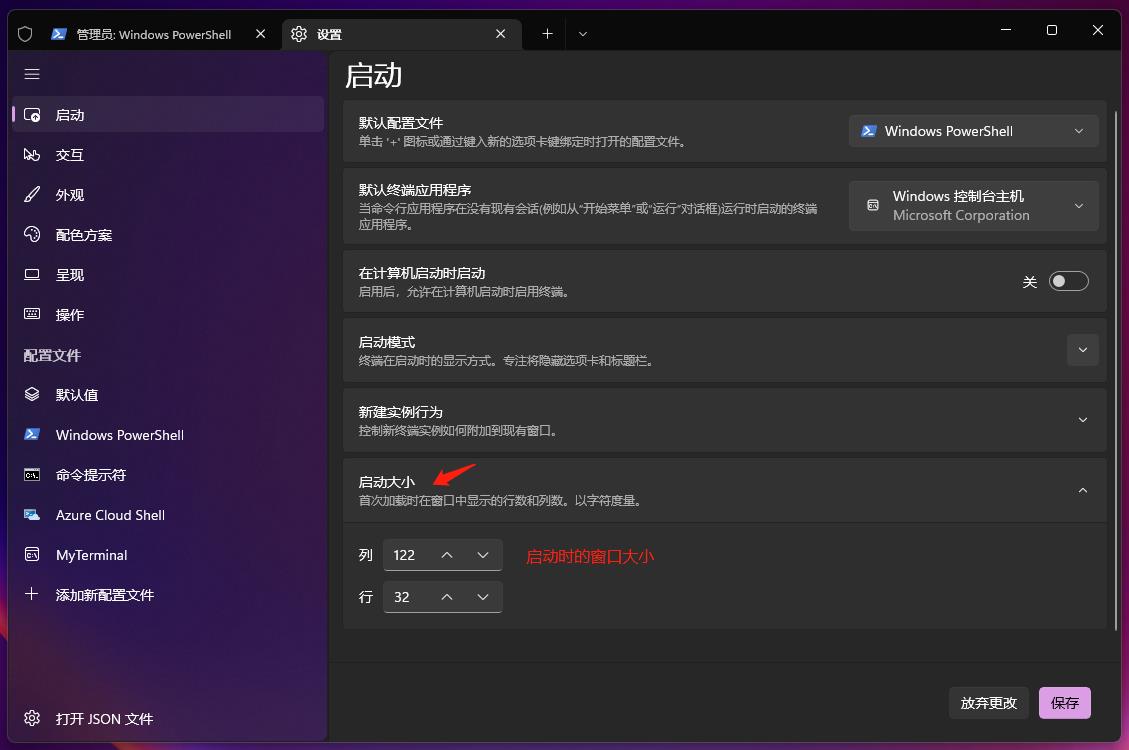 管理员: Windows PowerShell
设置
启动
交互
外观
配色方案
呈现
操作
配置文件
默认值
Windows PowerShell
命令提示符
Azure Cloud Shell
MyTerminal
添加新配置文件
打开 JSON 文件
启动
默认配置文件
单击 '+' 图标或通过键入新的选项卡键绑定时打开的配置文件。
Windows PowerShell
默认终端应用程序
当命令行应用程序在没有现有会话(例如从“开始菜单”或“运行”对话框)运行时启动的终端
应用程序。
Windows 控制台主机
Microsoft Corporation
在计算机启动时启动
启用后，允许在计算机启动时启用终端。
关
启动模式
终端在启动时的显示方式。专注将隐藏选项卡和标题栏。
新建实例行为
控制新终端实例如何附加到现有窗口。
启动大小
首次加载时在窗口中显示的行数和列数。以字符度量。
列 122
启动时的窗口大小
行 32
放弃更改
保存